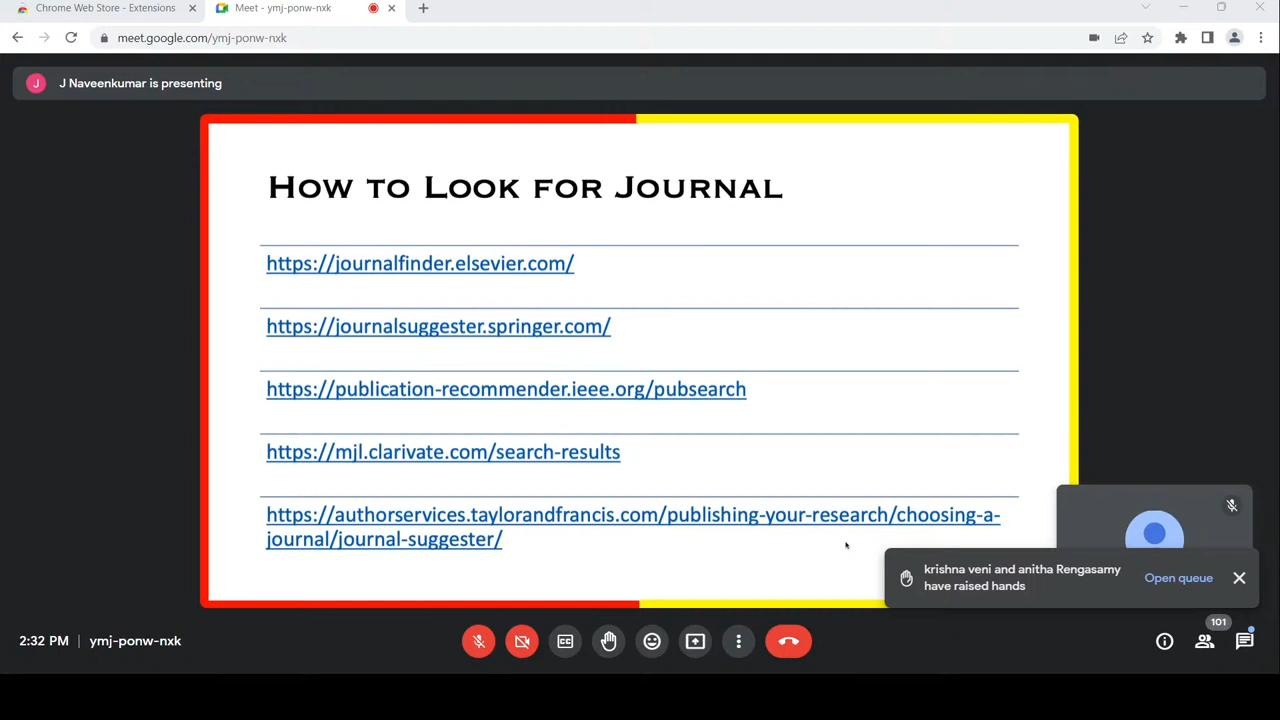 Chrome Web Store - Extensions
Meet - ymj-ponw-nxk
meet.google.com/ymj-ponw-nxk
J
J Naveenkumar is presenting
How to Look for Journal
https://journalfinder.elsevier.com/
https://journalsuggester.springer.com/
https://publication-recommender.ieee.org/pubsearch
https://mjl.clarivate.com/search-results
https://authorservices.taylorandfrancis.com/publishing-your-research/choosing-a-
journal/journal-suggester/
krishna veni and anitha Rengasamy
have raised hands
Open queue
2:32 PM
ymj-ponw-nxk
CC
101